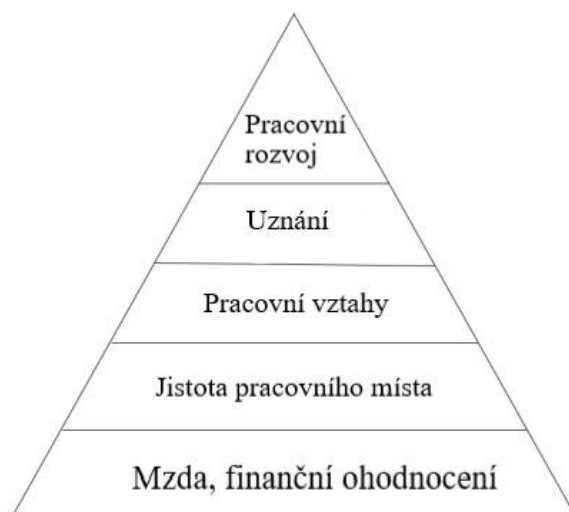 Pracovní
rozvoj
Uznání
Pracovní vztahy
Jistota pracovního místa
Mzda, finanční ohodnocení